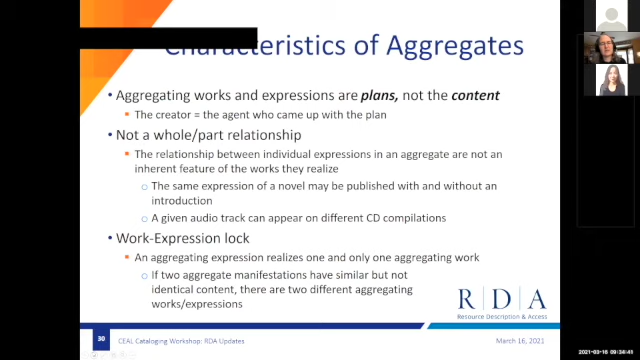 Characteristics of Aggregates
• Aggregating works and expressions are plans, not the content
▪ The creator = the agent who came up with the plan
• Not a whole/part relationship
▪ The relationship between individual expressions in an aggregate are not an
inherent feature of the works they realize
o The same expression of a novel may be published with and without an
introduction
o A given audio track can appear on different CD compilations
• Work-Expression lock
▪ An aggregating expression realizes one and only one aggregating work
o If two aggregate manifestations have similar but not
identical content, there are two different aggregating
works/expressions
R D A
Resource Description & Access
30 CEAL Cataloging Workshop: RDA Updates March 16, 2021
2021-03-16 09:34:41